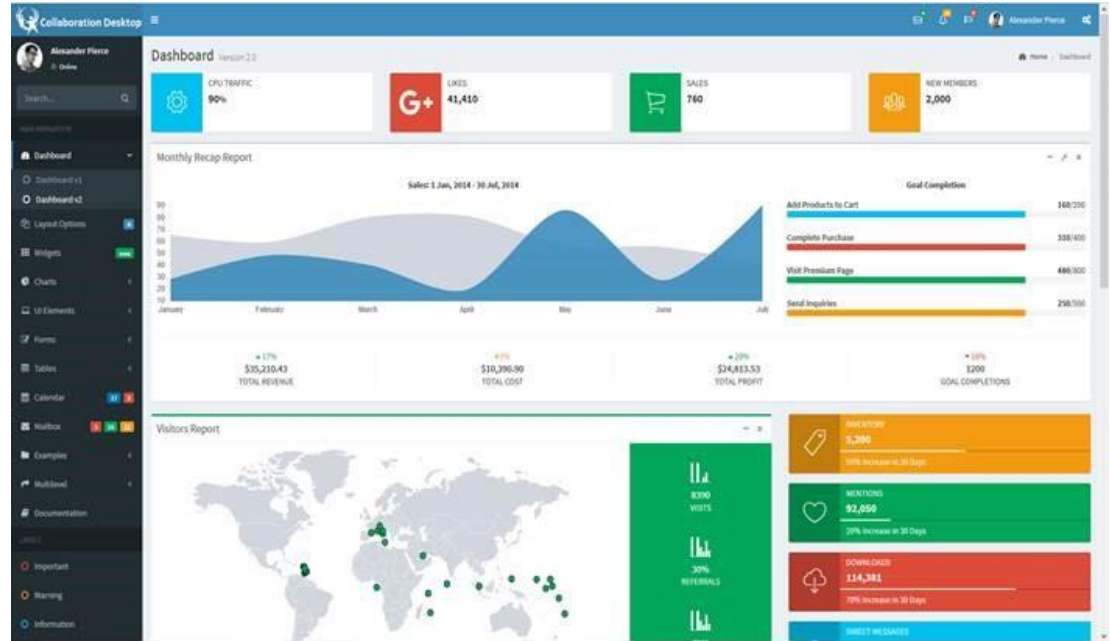 Collaboration Desktop
Alexander Pierce
Alexander Pierce
Online
Search...
MAIN NAVIGATION
Dashboard
Dashboard v1
Dashboard v2
Layout Options
Widgets
Charts
UI Elements
Forms
Tables
Calendar
Mailbox
Examples
Multilevel
Documentation
LABELS
Important
Warning
Information
Dashboard Version 2.0
Home Dashboard
CPU TRAFFIC
90%
G+
LIKES
41,410
SALES
760
NEW MEMBERS
2,000
Monthly Recap Report
Sales: 1 Jan, 2014 - 30 Jul, 2014
January February March April May June July
Goal Completion
Add Products to Cart 160/200
Complete Purchase 310/400
Visit Premium Page 480/800
Send Inquiries 250/500
17%
$35,210.43
TOTAL REVENUE
$10,390.90
TOTAL COST
20%
$24,813.53
TOTAL PROFIT
18%
1200
GOAL COMPLETIONS
Visitors Report
8390
VISITS
30%
REFERRALS
INVENTORY
5,200
50% Increase in 30 Days
MENTIONS
92,050
20% Increase in 30 Days
DOWNLOADS
114,381
70% Increase in 30 Days
DIRECT MESSAGES